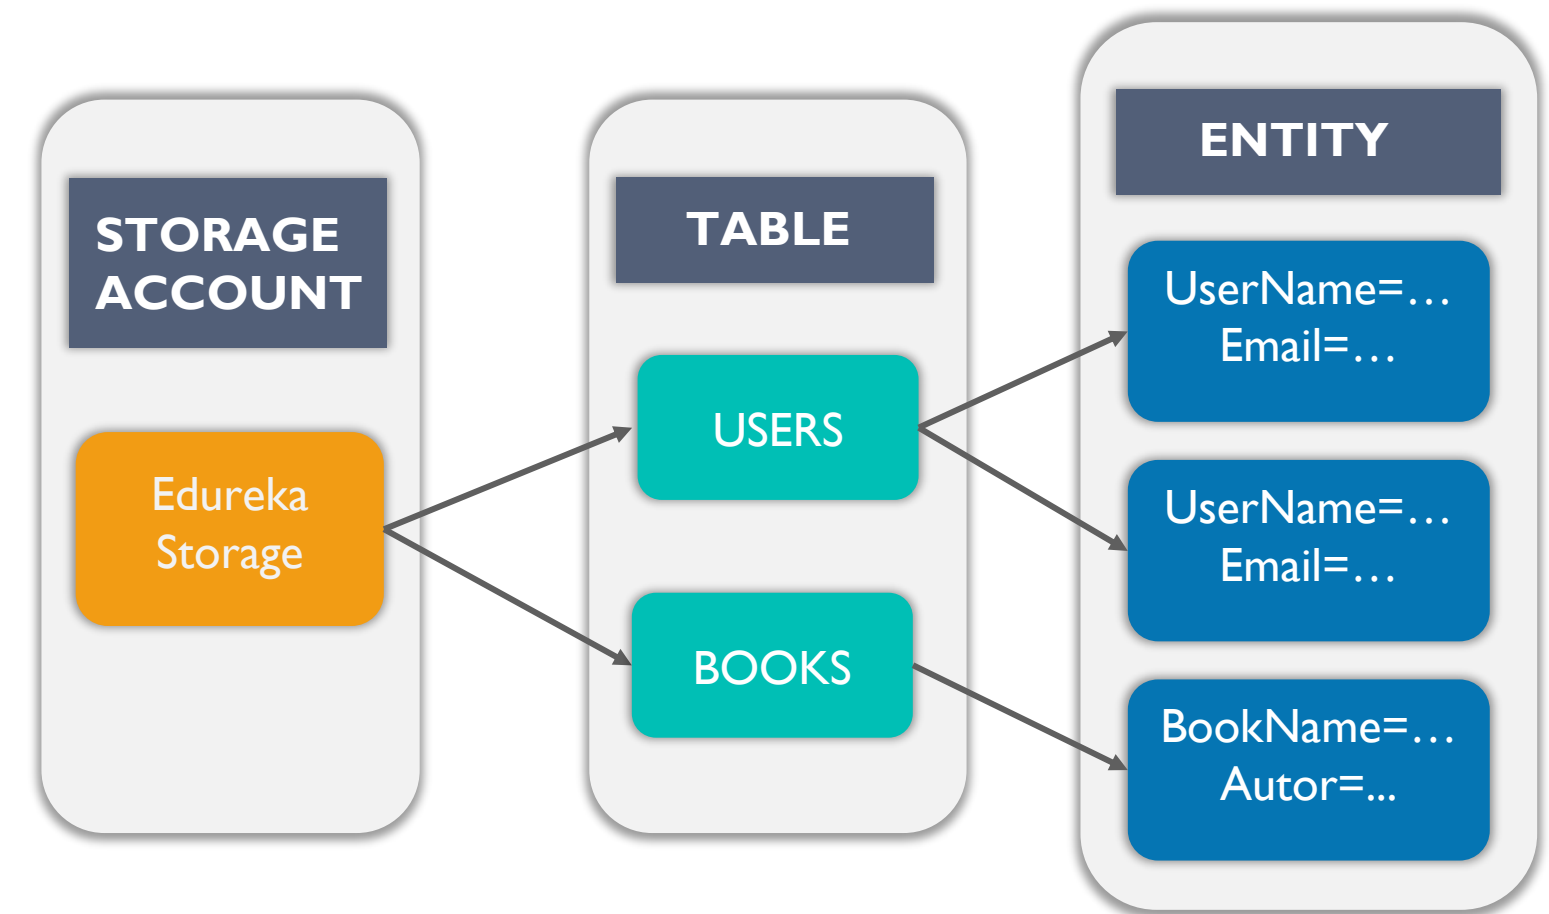 STORAGE
ACCOUNT
Edureka
Storage
TABLE
USERS
BOOKS
ENTITY
UserName=…
Email=…
UserName=…
Email=…
BookName=…
Autor=...